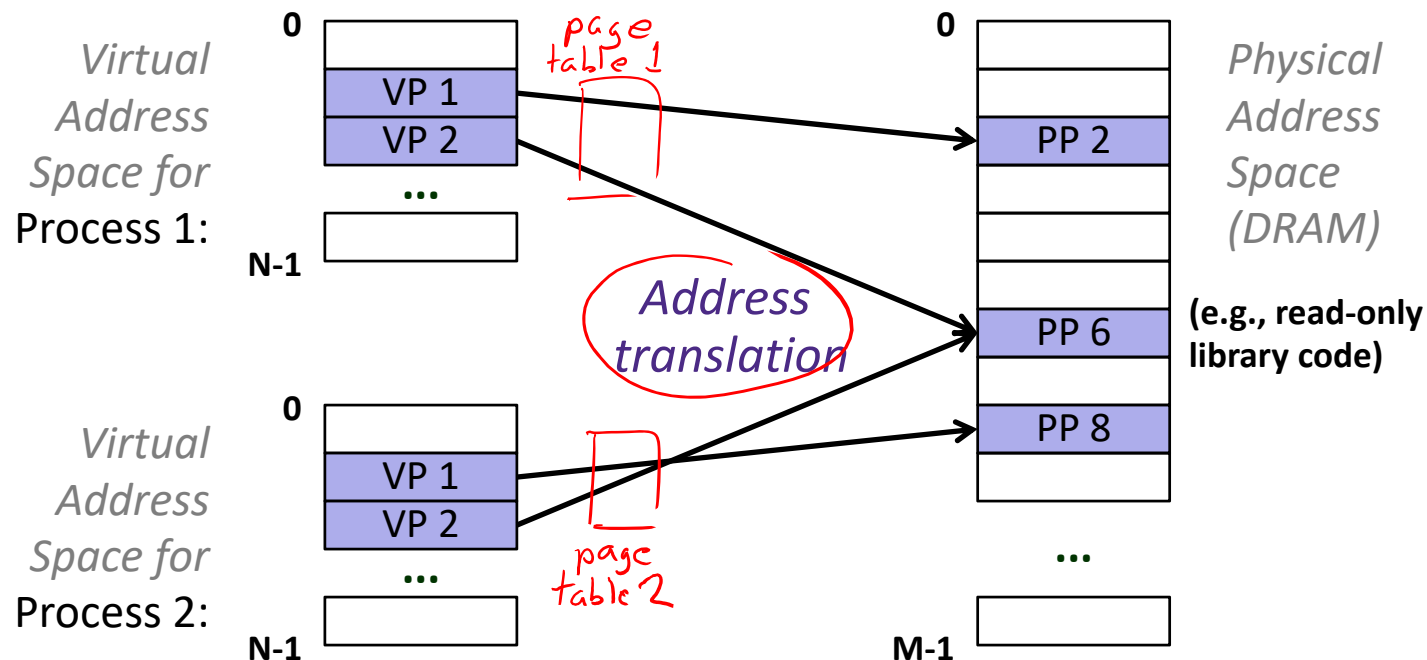 0
Virtual
Address
Space for
Process 1:
VP 1
VP 2
...
N-1
page
table 1
0
PP 2
PP 6
PP 8
...
M-1
Physical
Address
Space
(DRAM)
(e.g., read-only
library code)
Address
translation
0
Virtual
Address
Space for
Process 2:
VP 1
VP 2
...
N-1
page
table 2